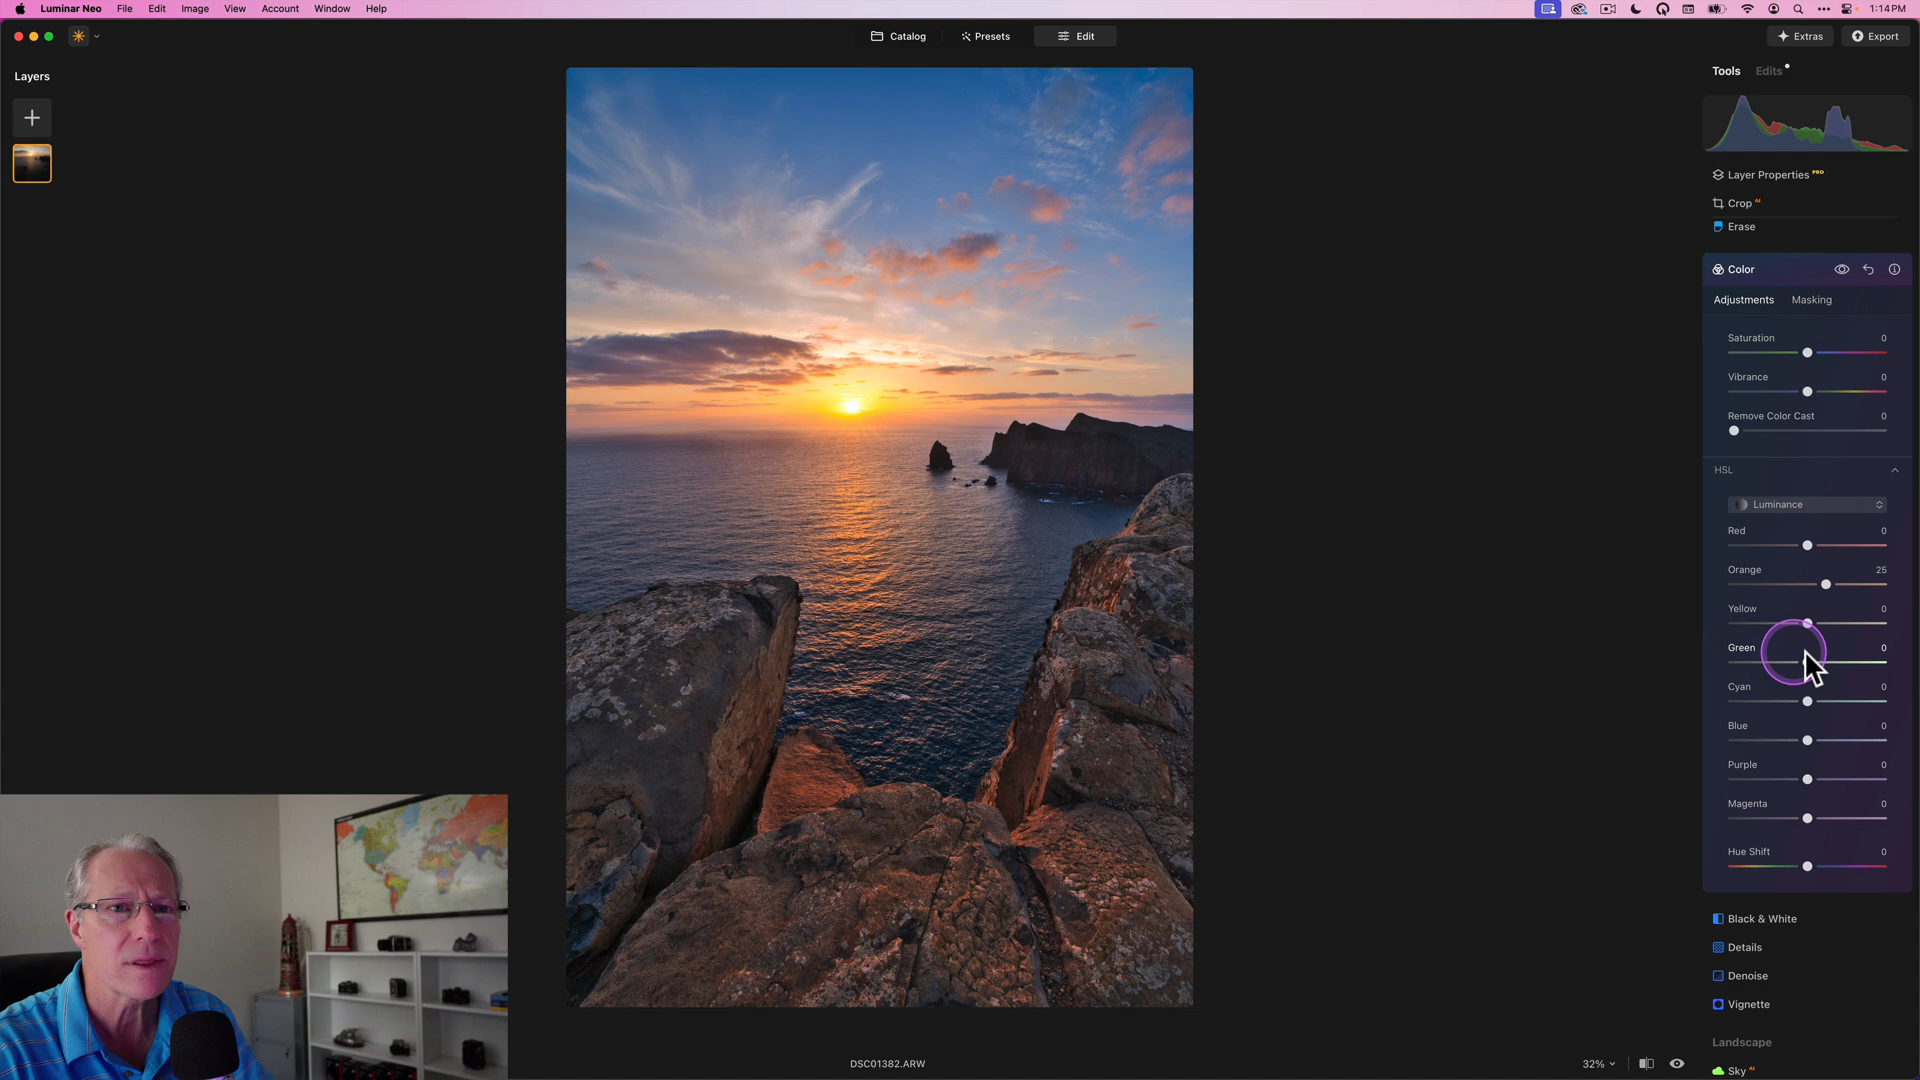 Luminar Neo File Edit Image View Account Window Help 1:14 PM
Catalog Presets Edit Extras Export
Layers
Tools Edits
Layer Properties PRO
Crop AI
Erase
Color
Adjustments Masking
Saturation 0
Vibrance 0
Remove Color Cast 0
HSL
Luminance
Red 0
Orange 25
Yellow 0
Green 0
Cyan 0
Blue 0
Purple 0
Magenta 0
Hue Shift 0
Black & White
Details
Denoise
Vignette
Landscape
Sky AI
DSC01382.ARW
32%